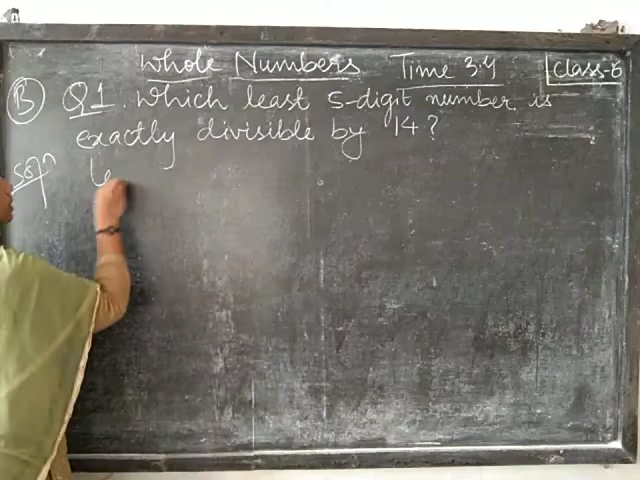 Whole Numbers Time 3.4 Class-6
B Q1. Which least 5-digit number is
exactly divisible by 14?
Solⁿ Le